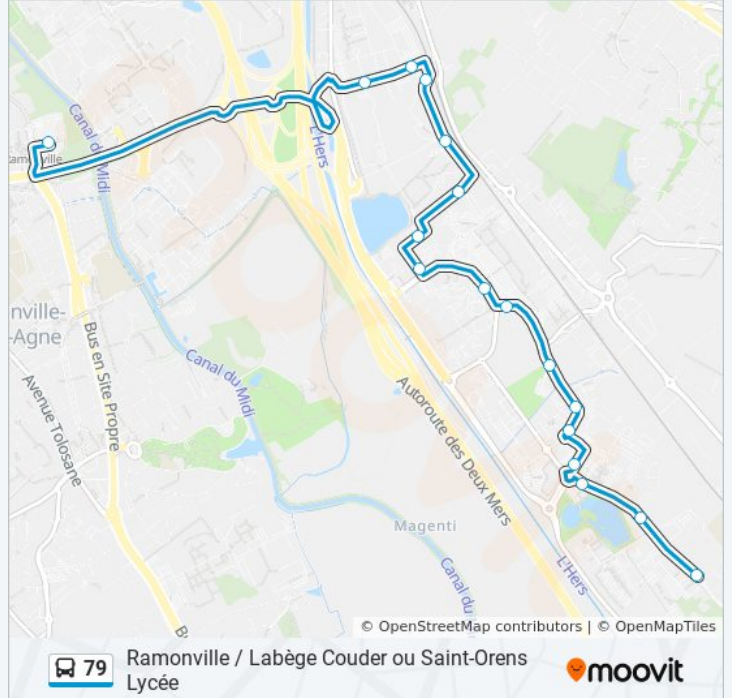 Canal du Midi
L'Hers
nville-
-Agne
Bus en Site Propre
Canal du Midi
Avenue Tolosane
Autoroute des Deux Mers
Magenti
Canal du
L'Hers
© OpenStreetMap contributors | © OpenMapTiles
79
Ramonville / Labège Couder ou Saint-Orens
Lycée
moovit